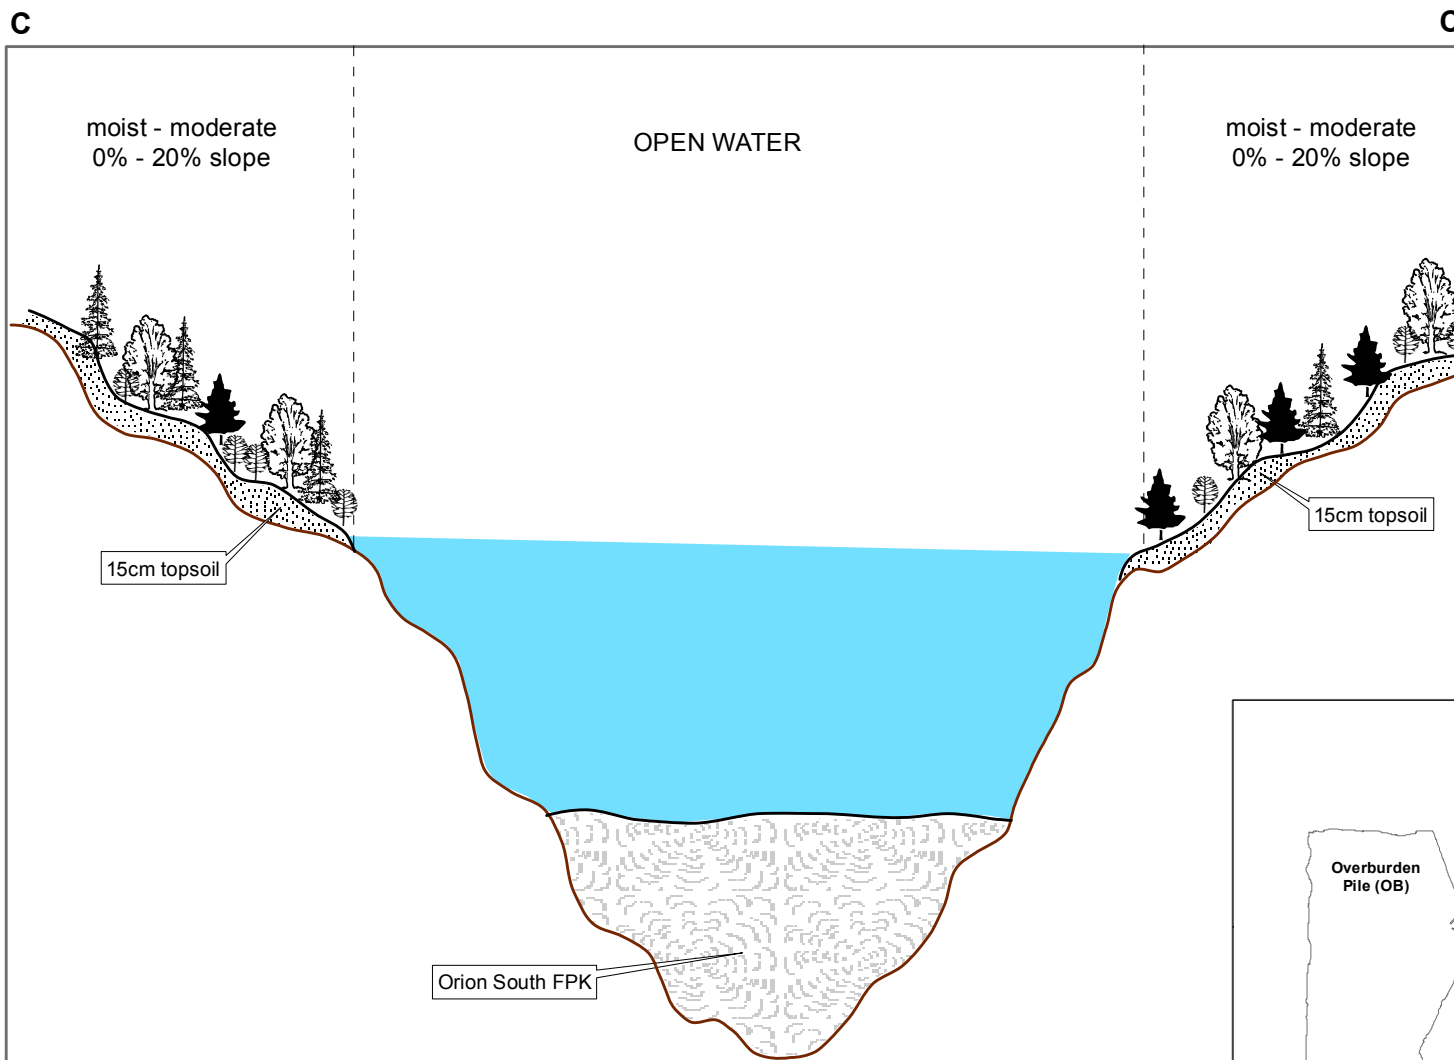 C
C
moist - moderate
0% - 20% slope
OPEN WATER
moist - moderate
0% - 20% slope
15cm topsoil
15cm topsoil
Overburden
Pile (OB)
Orion South FPK